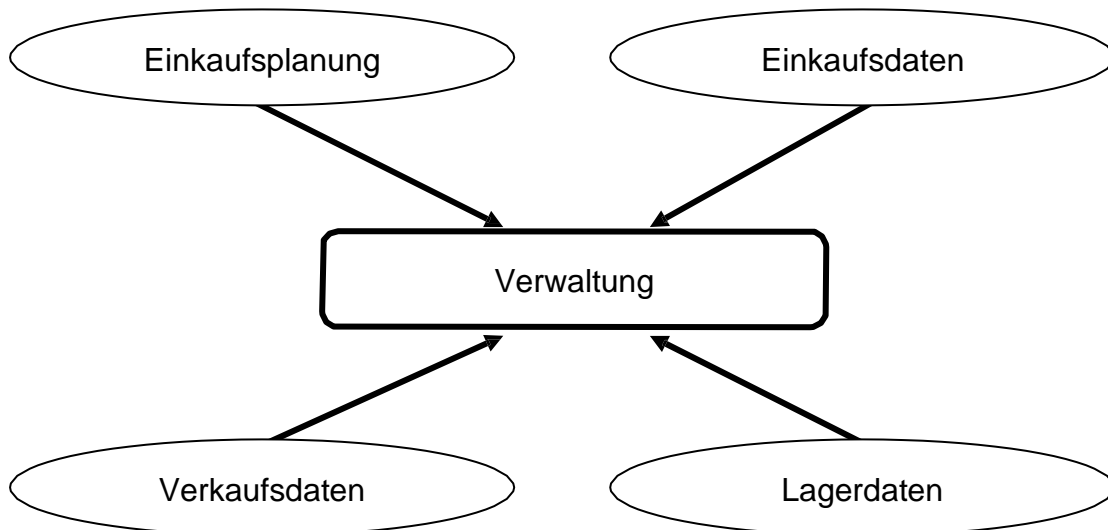 Einkaufsplanung
Einkaufsdaten
Verwaltung
Verkaufsdaten
Lagerdaten